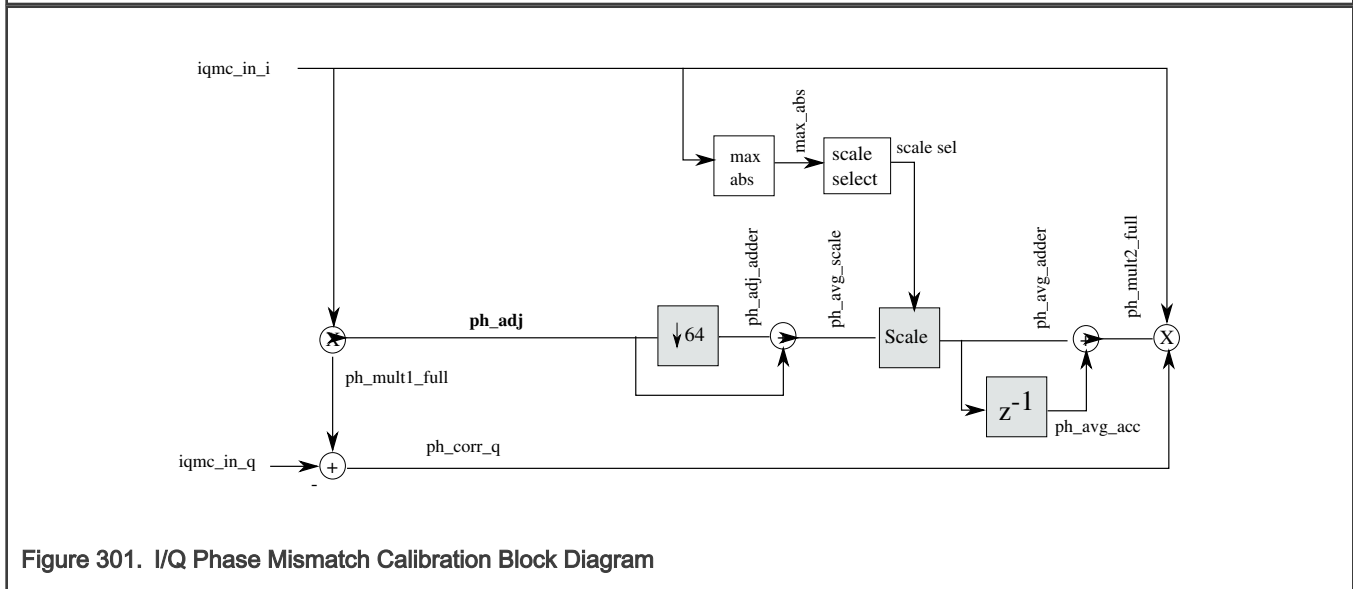 iqmc_in_i
max_abs
max
abs
scale
select
scale sel
ph_adj_adder
ph_avg_scale
ph_avg_adder
ph_mult2_full
ph_adj
↓64
+
Scale
+
X
X
ph_mult1_full
z-1
ph_avg_acc
ph_corr_q
iqmc_in_q
+
-
Figure 301. I/Q Phase Mismatch Calibration Block Diagram